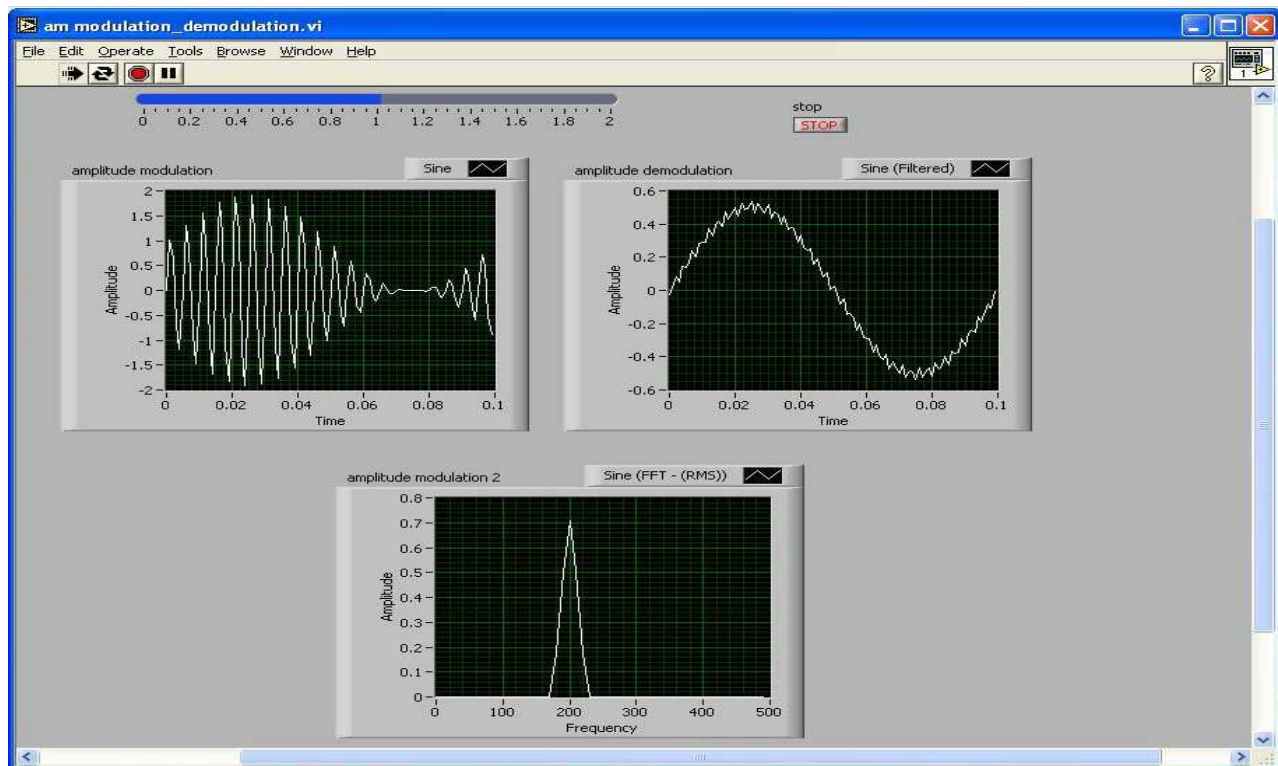 am modulation_demodulation.vi
File Edit Operate Tools Browse Window Help
? 1
0 0.2 0.4 0.6 0.8 1 1.2 1.4 1.6 1.8 2
stop
STOP
amplitude modulation
Sine
Amplitude
2
1.5
1
0.5
0
-0.5
-1
-1.5
-2
0 0.02 0.04 0.06 0.08 0.1
Time
amplitude demodulation
Sine (Filtered)
Amplitude
0.6
0.4
0.2
0
-0.2
-0.4
-0.6
0 0.02 0.04 0.06 0.08 0.1
Time
amplitude modulation 2
Sine (FFT - (RMS))
Amplitude
0.8
0.7
0.6
0.5
0.4
0.3
0.2
0.1
0
0 100 200 300 400 500
Frequency